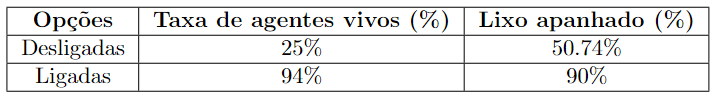 Opções Taxa de agentes vivos (%) Lixo apanhado (%)
Desligadas 25% 50.74%
Ligadas 94% 90%